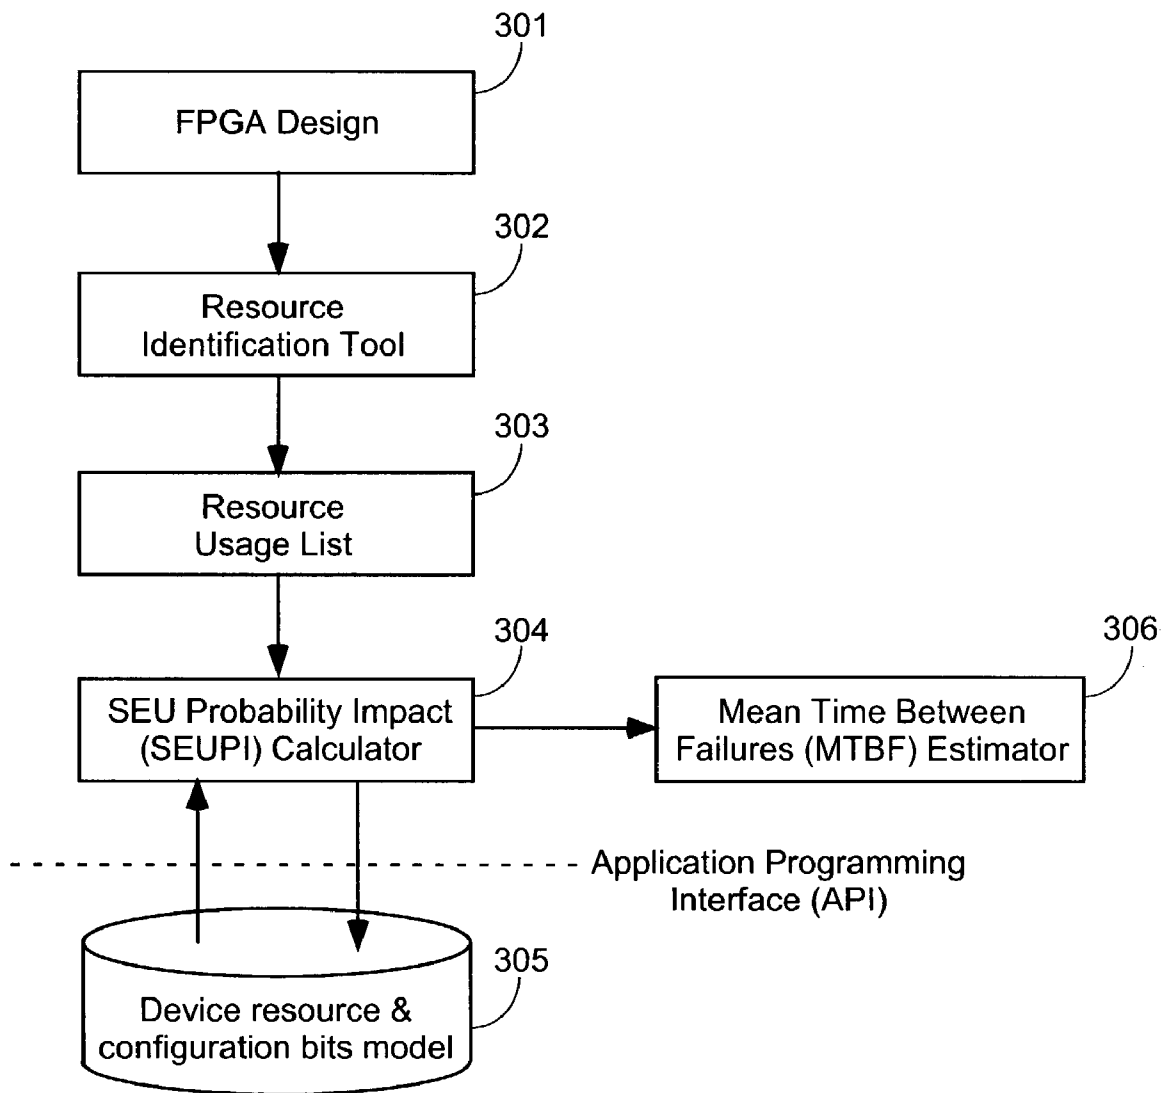 301
FPGA Design
302
Resource
Identification Tool
303
Resource
Usage List
304
306
SEU Probability Impact
(SEUPI) Calculator
Mean Time Between
Failures (MTBF) Estimator
Application Programming
Interface (API)
305
Device resource &
configuration bits model